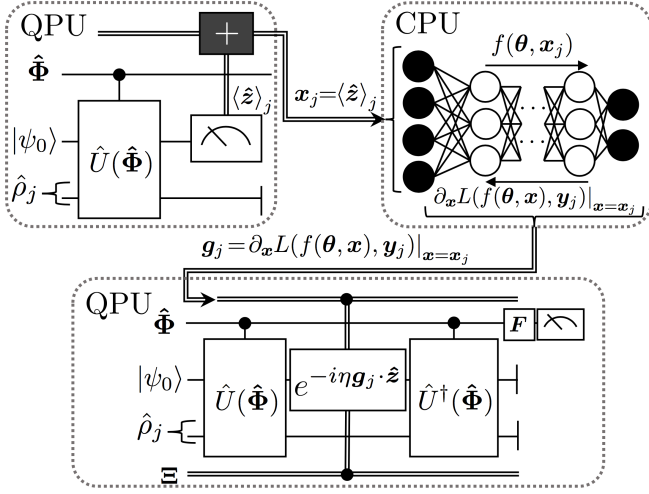 QPU
+
Φ̂
⟨ẑ⟩ⱼ
|ψ₀⟩
Û(Φ̂)
ρ̂ⱼ
xⱼ=⟨ẑ⟩ⱼ
CPU
f(θ, xⱼ)
... ...
∂ₓL(f(θ, x), yⱼ)|ₓ₌ₓⱼ
gⱼ=∂ₓL(f(θ, x), yⱼ)|ₓ₌ₓⱼ
QPU
Φ̂
F
|ψ₀⟩
Û(Φ̂)
e^{-iηgⱼ·ẑ}
Û†(Φ̂)
ρ̂ⱼ
Ξ